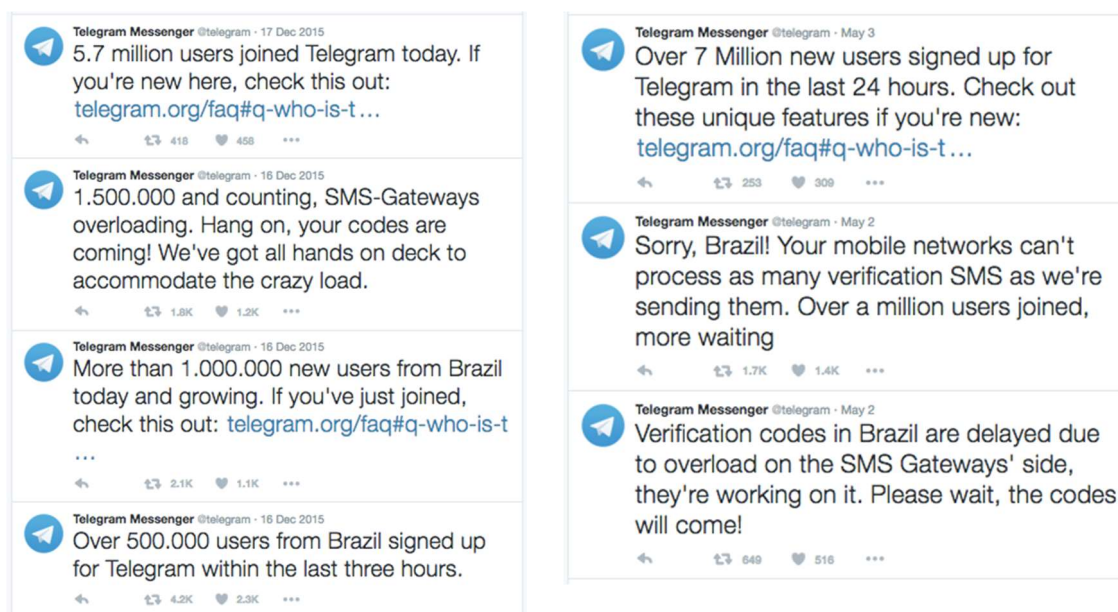 Telegram Messenger @telegram · 17 Dec 2015
5.7 million users joined Telegram today. If
you're new here, check this out:
telegram.org/faq#q-who-is-t…
418 458
Telegram Messenger @telegram · 16 Dec 2015
1.500.000 and counting, SMS-Gateways
overloading. Hang on, your codes are
coming! We've got all hands on deck to
accommodate the crazy load.
1.8K 1.2K
Telegram Messenger @telegram · 16 Dec 2015
More than 1.000.000 new users from Brazil
today and growing. If you've just joined,
check this out: telegram.org/faq#q-who-is-t
…
2.1K 1.1K
Telegram Messenger @telegram · 16 Dec 2015
Over 500.000 users from Brazil signed up
for Telegram within the last three hours.
4.2K 2.3K
Telegram Messenger @telegram · May 3
Over 7 Million new users signed up for
Telegram in the last 24 hours. Check out
these unique features if you're new:
telegram.org/faq#q-who-is-t…
253 309
Telegram Messenger @telegram · May 2
Sorry, Brazil! Your mobile networks can't
process as many verification SMS as we're
sending them. Over a million users joined,
more waiting
1.7K 1.4K
Telegram Messenger @telegram · May 2
Verification codes in Brazil are delayed due
to overload on the SMS Gateways' side,
they're working on it. Please wait, the codes
will come!
649 516